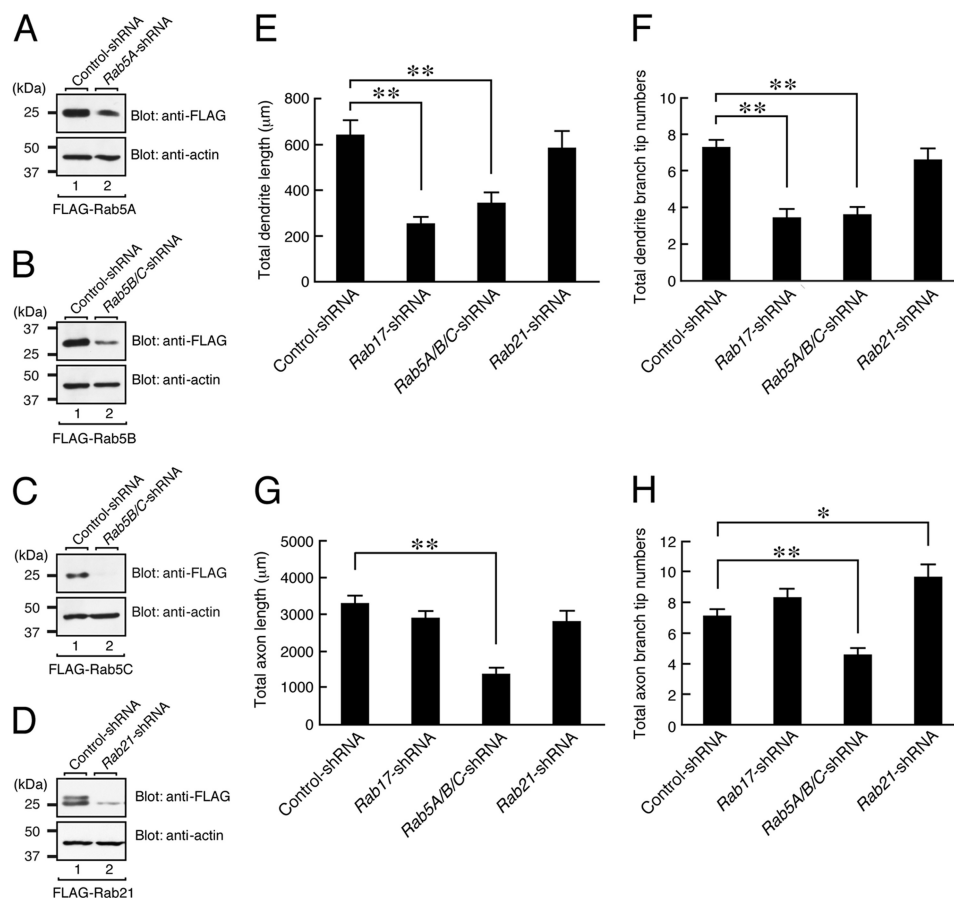 A
Control-shRNA
Rab5A-shRNA
(kDa)
25
Blot: anti-FLAG
50
37
Blot: anti-actin
1 2
FLAG-Rab5A
B
Control-shRNA
Rab5B/C-shRNA
(kDa)
37
25
Blot: anti-FLAG
50
37
Blot: anti-actin
1 2
FLAG-Rab5B
C
Control-shRNA
Rab5B/C-shRNA
(kDa)
25
Blot: anti-FLAG
50
37
Blot: anti-actin
1 2
FLAG-Rab5C
D
Control-shRNA
Rab21-shRNA
(kDa)
25
Blot: anti-FLAG
50
37
Blot: anti-actin
1 2
FLAG-Rab21
E
Total dendrite length (μm)
800
600
400
200
0
**
**
Control-shRNA
Rab17-shRNA
Rab5A/B/C-shRNA
Rab21-shRNA
F
Total dendrite branch tip numbers
10
8
6
4
2
0
**
**
Control-shRNA
Rab17-shRNA
Rab5A/B/C-shRNA
Rab21-shRNA
G
Total axon length (μm)
5000
4000
3000
2000
1000
0
**
Control-shRNA
Rab17-shRNA
Rab5A/B/C-shRNA
Rab21-shRNA
H
Total axon branch tip numbers
12
10
8
6
4
2
0
*
**
Control-shRNA
Rab17-shRNA
Rab5A/B/C-shRNA
Rab21-shRNA